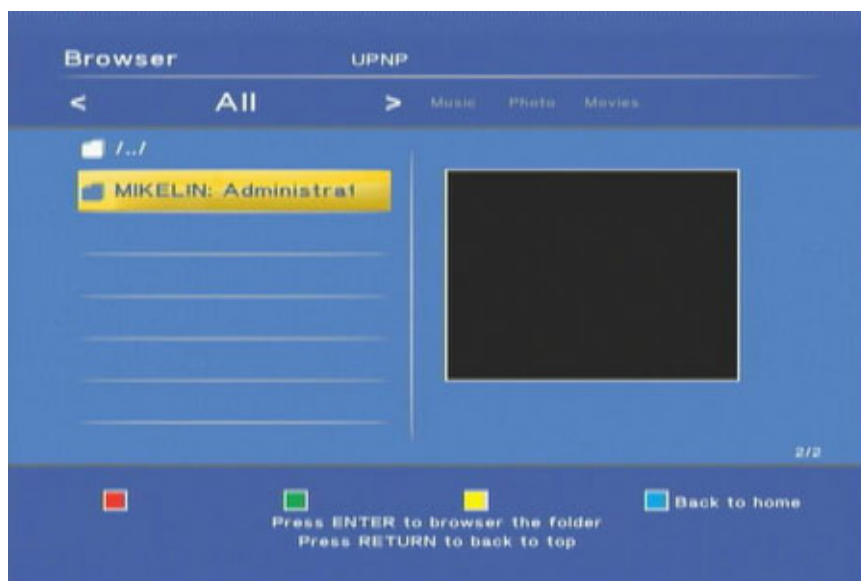 Browser UPNP
< All > Music Photo Movies
/../
MIKELIN: Administrat
2/2
Back to home
Press ENTER to browser the folder
Press RETURN to back to top